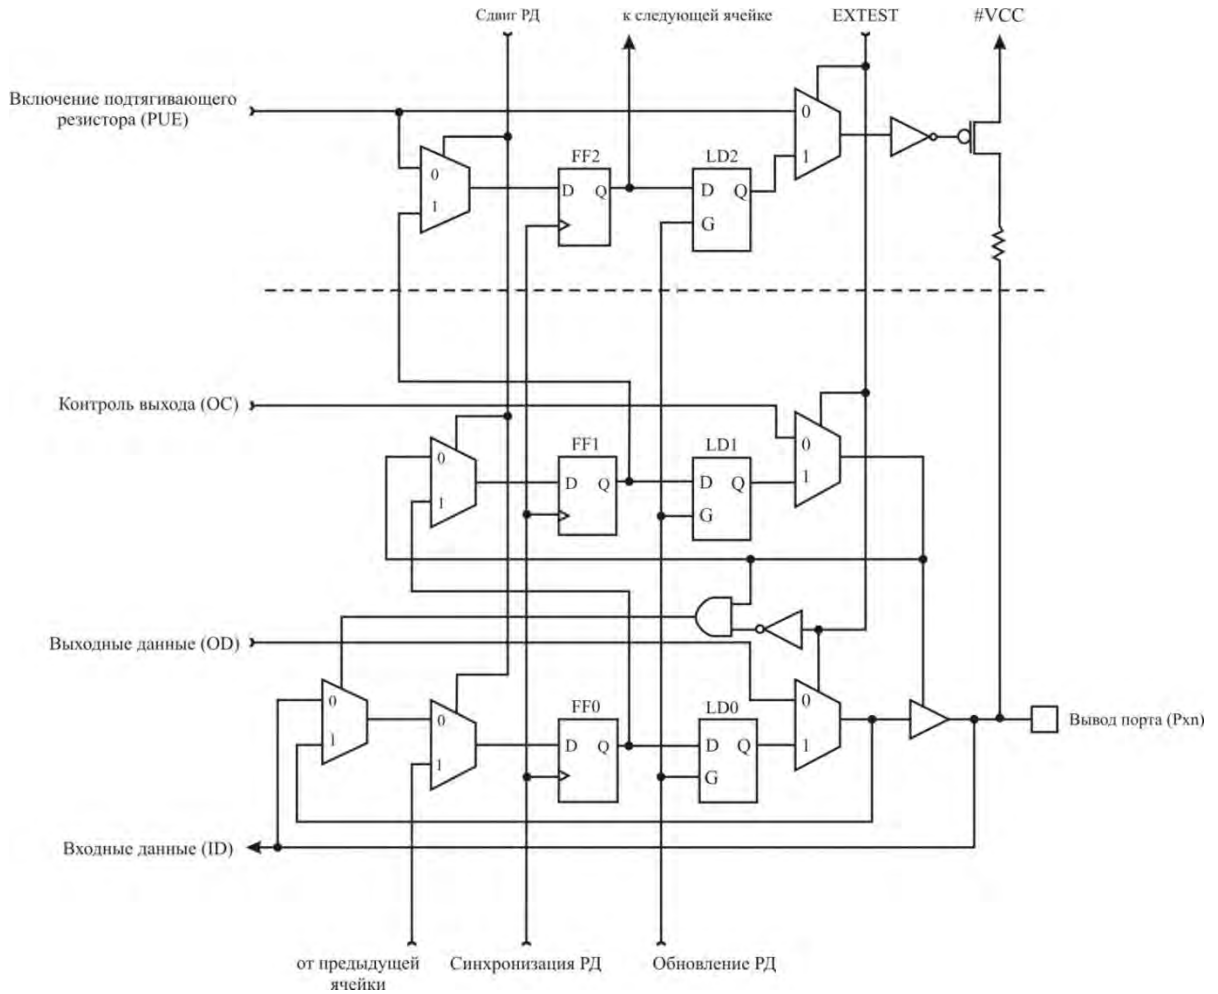 Сдвиг РД
к следующей ячейке
EXTEST
#VCC
Включение подтягивающего
резистора (PUE)
0
1
FF2
D Q
LD2
D Q
G
0
1
Контроль выхода (OC)
0
1
FF1
D Q
LD1
D Q
G
0
1
Выходные данные (OD)
0
1
0
1
FF0
D Q
LD0
D Q
G
0
1
Вывод порта (Pxn)
Входные данные (ID)
от предыдущей
ячейки
Синхронизация РД
Обновление РД